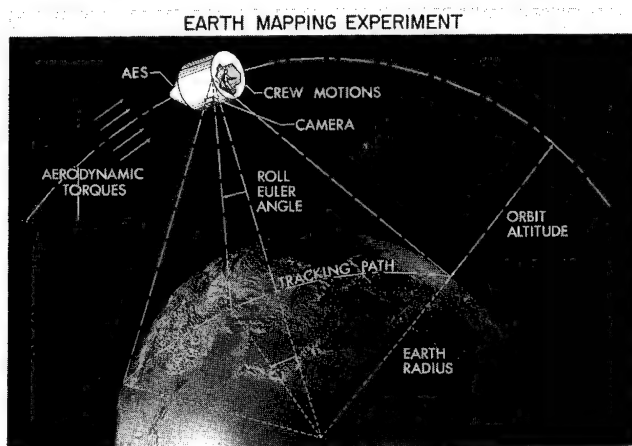 EARTH MAPPING EXPERIMENT
AES
CREW MOTIONS
CAMERA
AERODYNAMIC
TORQUES
ROLL
EULER
ANGLE
ORBIT
ALTITUDE
TRACKING PATH
EARTH
RADIUS